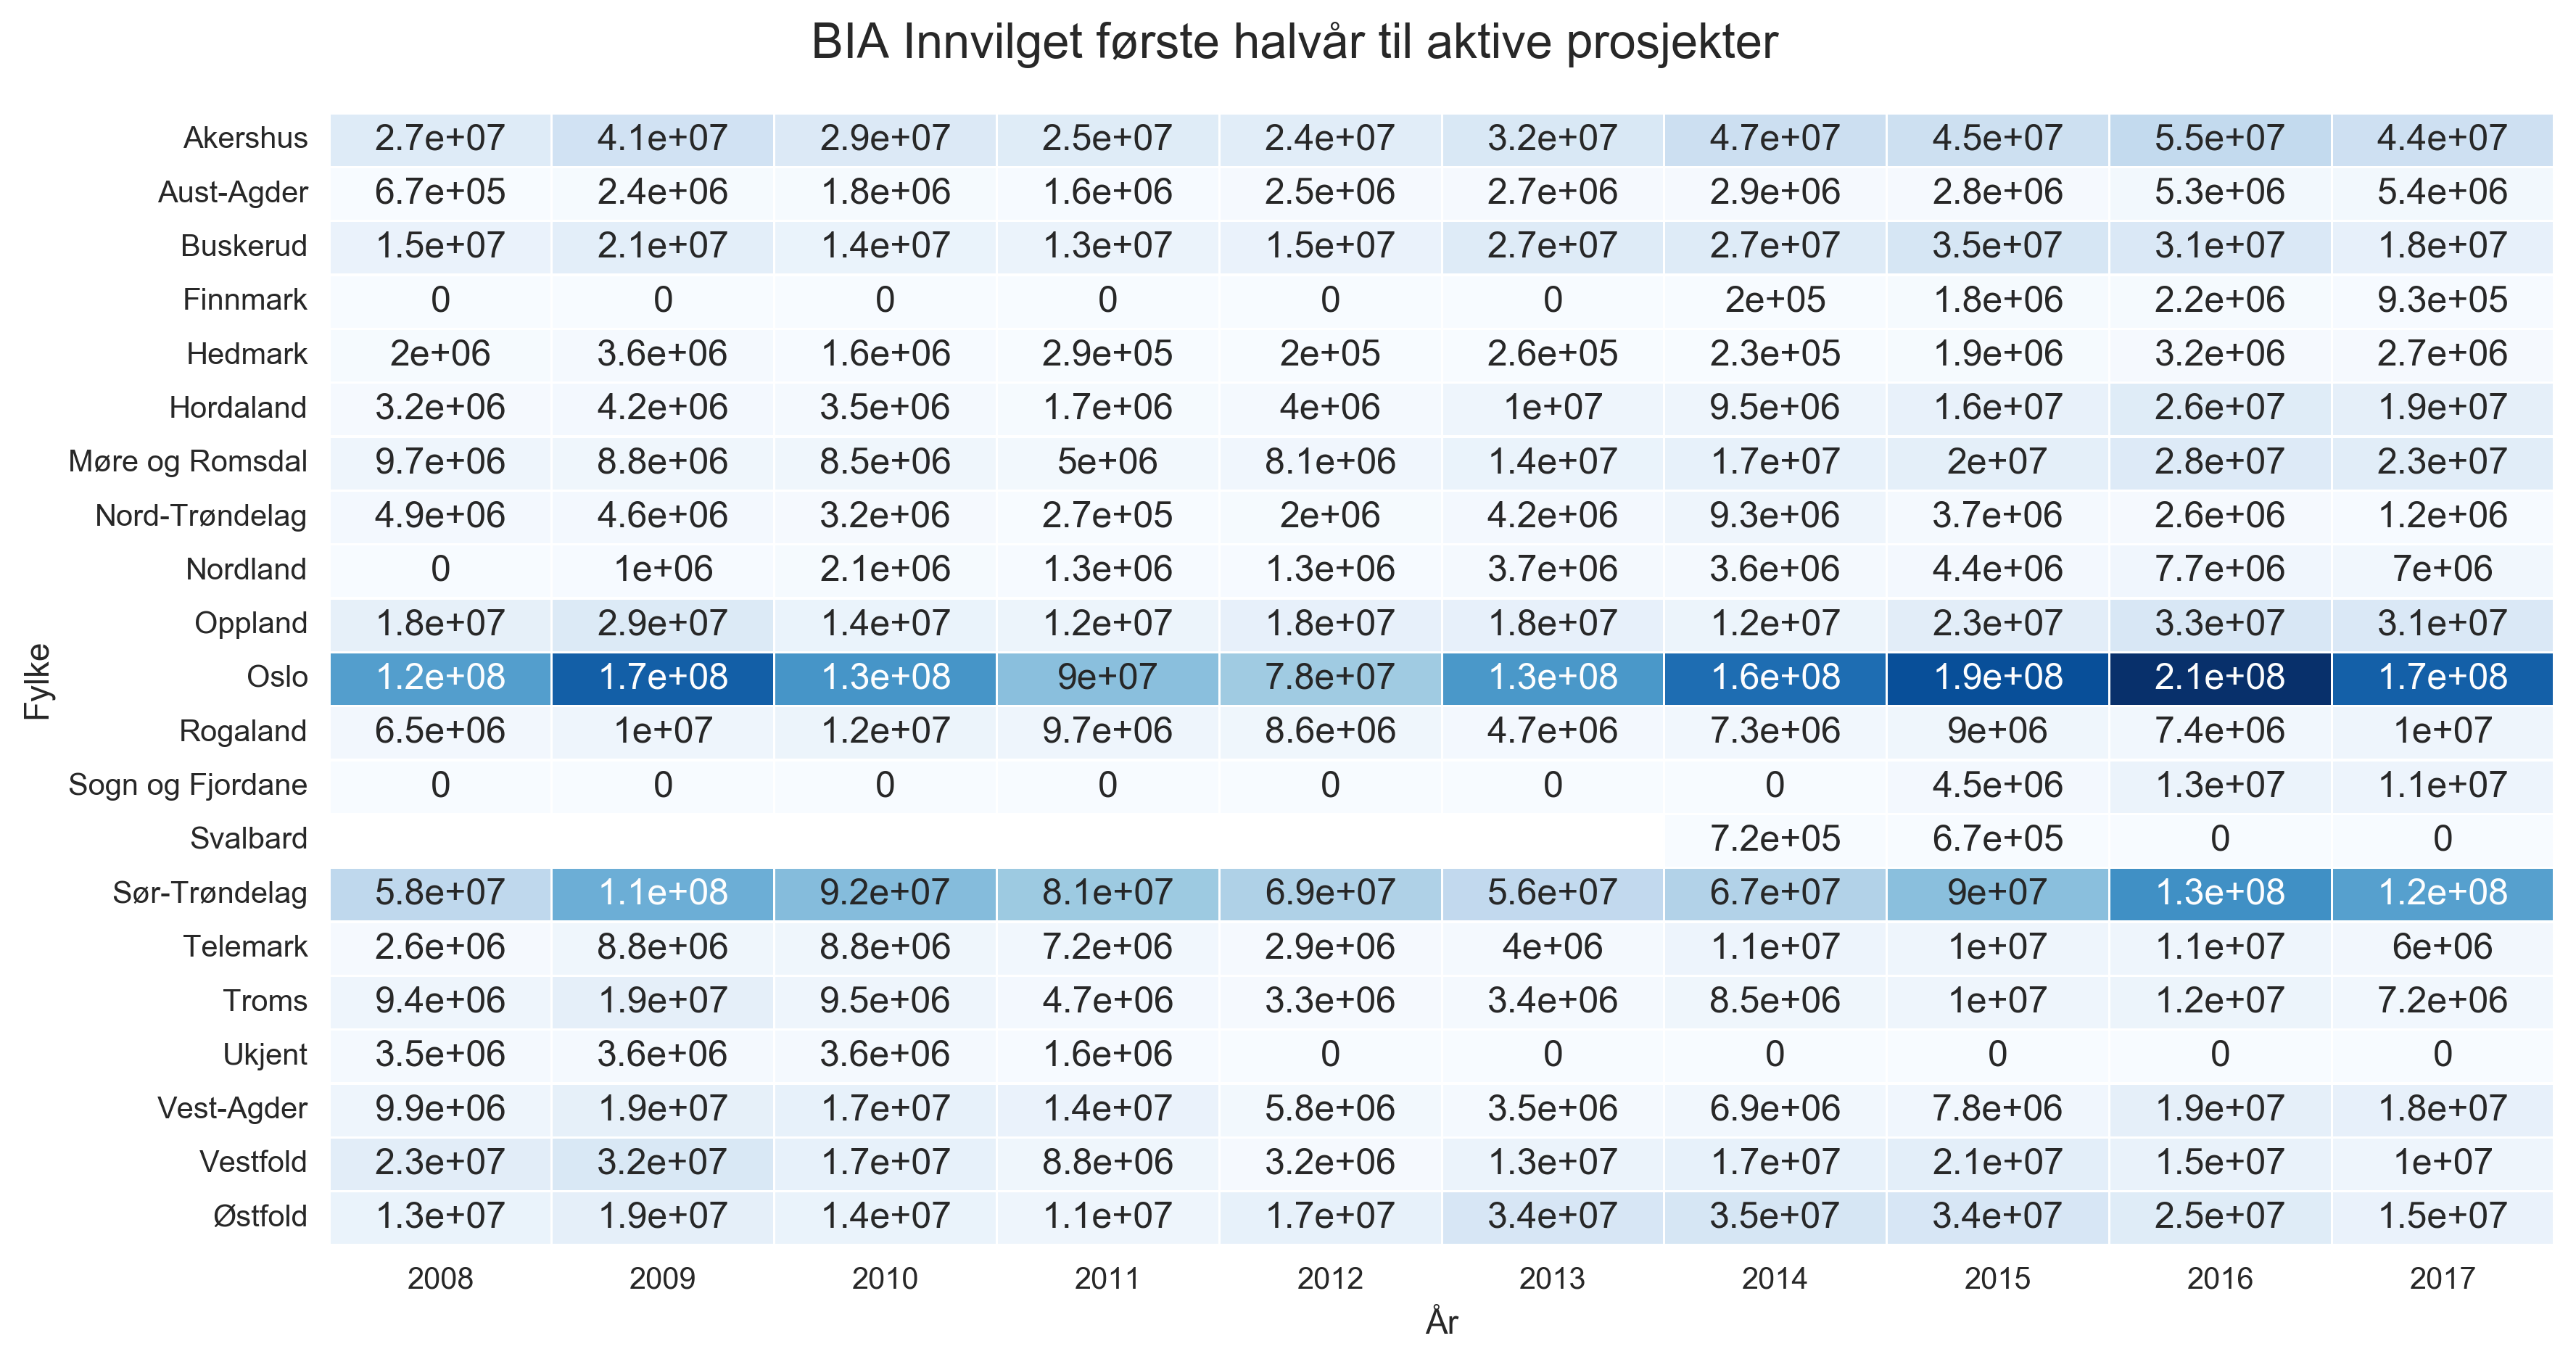 BIA Innvilget første halvår til aktive prosjekter
Fylke
Akershus 2.7e+07 4.1e+07 2.9e+07 2.5e+07 2.4e+07 3.2e+07 4.7e+07 4.5e+07 5.5e+07 4.4e+07
Aust-Agder 6.7e+05 2.4e+06 1.8e+06 1.6e+06 2.5e+06 2.7e+06 2.9e+06 2.8e+06 5.3e+06 5.4e+06
Buskerud 1.5e+07 2.1e+07 1.4e+07 1.3e+07 1.5e+07 2.7e+07 2.7e+07 3.5e+07 3.1e+07 1.8e+07
Finnmark 0 0 0 0 0 0 2e+05 1.8e+06 2.2e+06 9.3e+05
Hedmark 2e+06 3.6e+06 1.6e+06 2.9e+05 2e+05 2.6e+05 2.3e+05 1.9e+06 3.2e+06 2.7e+06
Hordaland 3.2e+06 4.2e+06 3.5e+06 1.7e+06 4e+06 1e+07 9.5e+06 1.6e+07 2.6e+07 1.9e+07
Møre og Romsdal 9.7e+06 8.8e+06 8.5e+06 5e+06 8.1e+06 1.4e+07 1.7e+07 2e+07 2.8e+07 2.3e+07
Nord-Trøndelag 4.9e+06 4.6e+06 3.2e+06 2.7e+05 2e+06 4.2e+06 9.3e+06 3.7e+06 2.6e+06 1.2e+06
Nordland 0 1e+06 2.1e+06 1.3e+06 1.3e+06 3.7e+06 3.6e+06 4.4e+06 7.7e+06 7e+06
Oppland 1.8e+07 2.9e+07 1.4e+07 1.2e+07 1.8e+07 1.8e+07 1.2e+07 2.3e+07 3.3e+07 3.1e+07
Oslo 1.2e+08 1.7e+08 1.3e+08 9e+07 7.8e+07 1.3e+08 1.6e+08 1.9e+08 2.1e+08 1.7e+08
Rogaland 6.5e+06 1e+07 1.2e+07 9.7e+06 8.6e+06 4.7e+06 7.3e+06 9e+06 7.4e+06 1e+07
Sogn og Fjordane 0 0 0 0 0 0 0 4.5e+06 1.3e+07 1.1e+07
Svalbard 7.2e+05 6.7e+05 0 0
Sør-Trøndelag 5.8e+07 1.1e+08 9.2e+07 8.1e+07 6.9e+07 5.6e+07 6.7e+07 9e+07 1.3e+08 1.2e+08
Telemark 2.6e+06 8.8e+06 8.8e+06 7.2e+06 2.9e+06 4e+06 1.1e+07 1e+07 1.1e+07 6e+06
Troms 9.4e+06 1.9e+07 9.5e+06 4.7e+06 3.3e+06 3.4e+06 8.5e+06 1e+07 1.2e+07 7.2e+06
Ukjent 3.5e+06 3.6e+06 3.6e+06 1.6e+06 0 0 0 0 0 0
Vest-Agder 9.9e+06 1.9e+07 1.7e+07 1.4e+07 5.8e+06 3.5e+06 6.9e+06 7.8e+06 1.9e+07 1.8e+07
Vestfold 2.3e+07 3.2e+07 1.7e+07 8.8e+06 3.2e+06 1.3e+07 1.7e+07 2.1e+07 1.5e+07 1e+07
Østfold 1.3e+07 1.9e+07 1.4e+07 1.1e+07 1.7e+07 3.4e+07 3.5e+07 3.4e+07 2.5e+07 1.5e+07
2008 2009 2010 2011 2012 2013 2014 2015 2016 2017
År